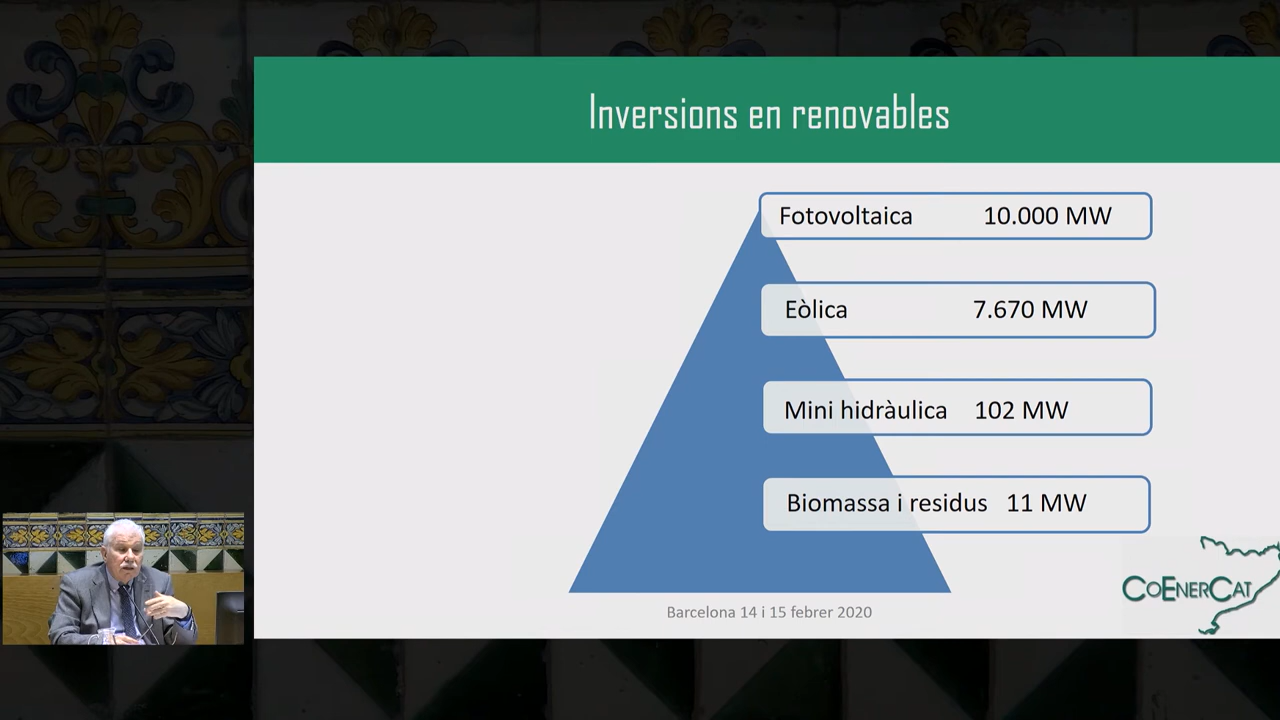 Inversions en renovables
Fotovoltaica 10.000 MW
Eòlica 7.670 MW
Mini hidràulica 102 MW
Biomassa i residus 11 MW
COENERCAT
Barcelona 14 i 15 febrer 2020